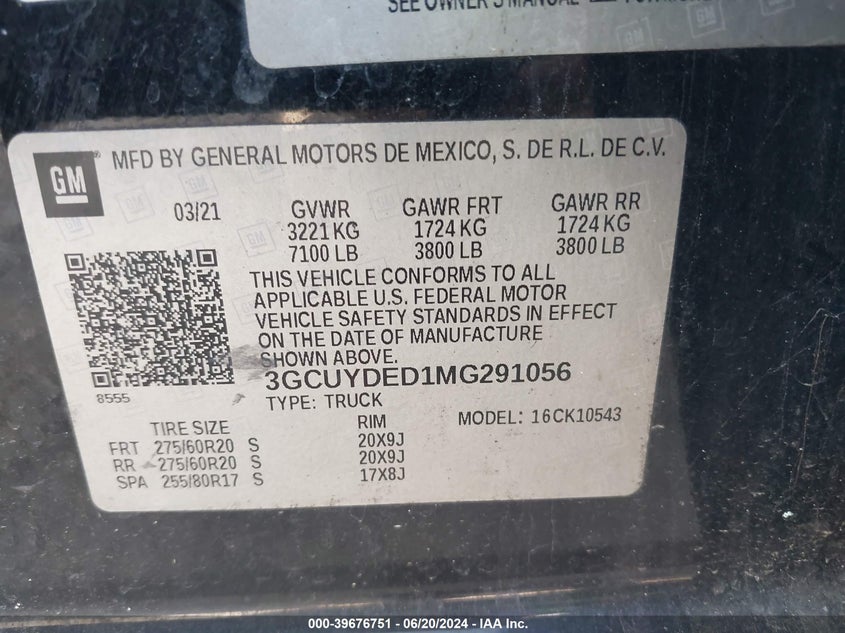 SEE OWNER'S MANUAL
GM
MFD BY GENERAL MOTORS DE MEXICO, S. DE R.L. DE C.V.
03/21 GVWR GAWR FRT GAWR RR
3221 KG 1724 KG 1724 KG
7100 LB 3800 LB 3800 LB
THIS VEHICLE CONFORMS TO ALL
APPLICABLE U.S. FEDERAL MOTOR
VEHICLE SAFETY STANDARDS IN EFFECT
ON THE DATE OF MANUFACTURE
SHOWN ABOVE.
3GCUYDED1MG291056
8555
TYPE: TRUCK
TIRE SIZE RIM MODEL: 16CK10543
FRT 275/60R20 S 20X9J
RR 275/60R20 S 20X9J
SPA 255/80R17 S 17X8J
000-39676751 - 06/20/2024 - IAA Inc.